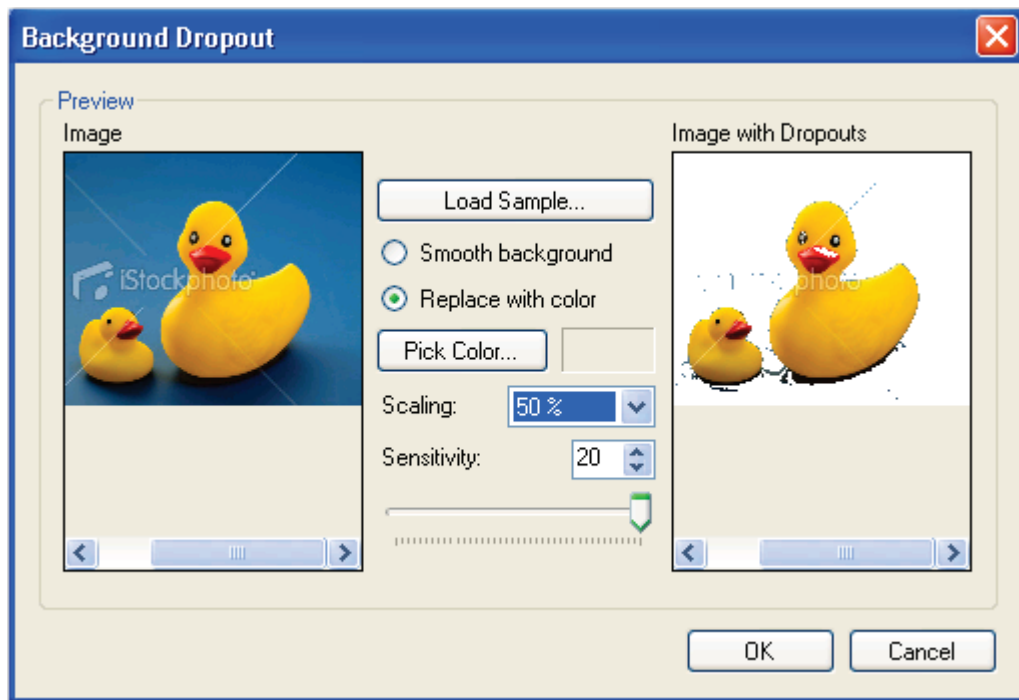 Background Dropout
Preview
Image
Image with Dropouts
Load Sample...
Smooth background
Replace with color
Pick Color...
Scaling:
50 %
Sensitivity:
20
iStockphoto
photo
OK
Cancel